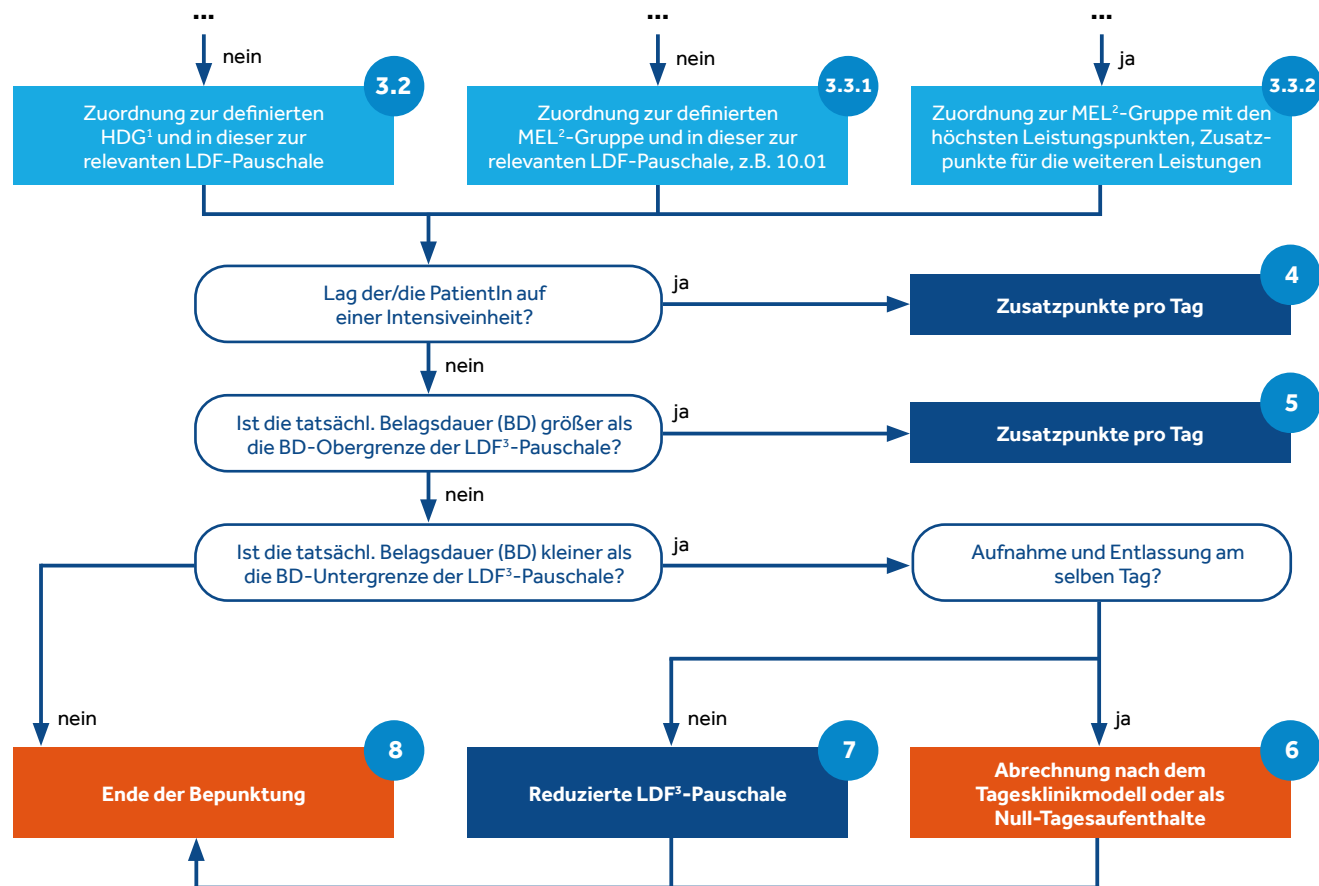 ...
...
...
nein
nein
ja
3.2
3.3.1
3.3.2
Zuordnung zur definierten
HDG¹ und in dieser zur
relevanten LDF-Pauschale
Zuordnung zur definierten
MEL²-Gruppe und in dieser zur
relevanten LDF-Pauschale, z.B. 10.01
Zuordnung zur MEL²-Gruppe mit den
höchsten Leistungspunkten, Zusatz-
punkte für die weiteren Leistungen
Lag der/die PatientIn auf
einer Intensiveinheit?
ja
4
Zusatzpunkte pro Tag
nein
Ist die tatsächl. Belagsdauer (BD) größer als
die BD-Obergrenze der LDF³-Pauschale?
ja
5
Zusatzpunkte pro Tag
nein
Ist die tatsächl. Belagsdauer (BD) kleiner als
die BD-Untergrenze der LDF³-Pauschale?
ja
Aufnahme und Entlassung am
selben Tag?
nein
nein
ja
8
Ende der Bepunktung
7
Reduzierte LDF³-Pauschale
6
Abrechnung nach dem
Tagesklinikmodell oder als
Null-Tagesaufenthalte